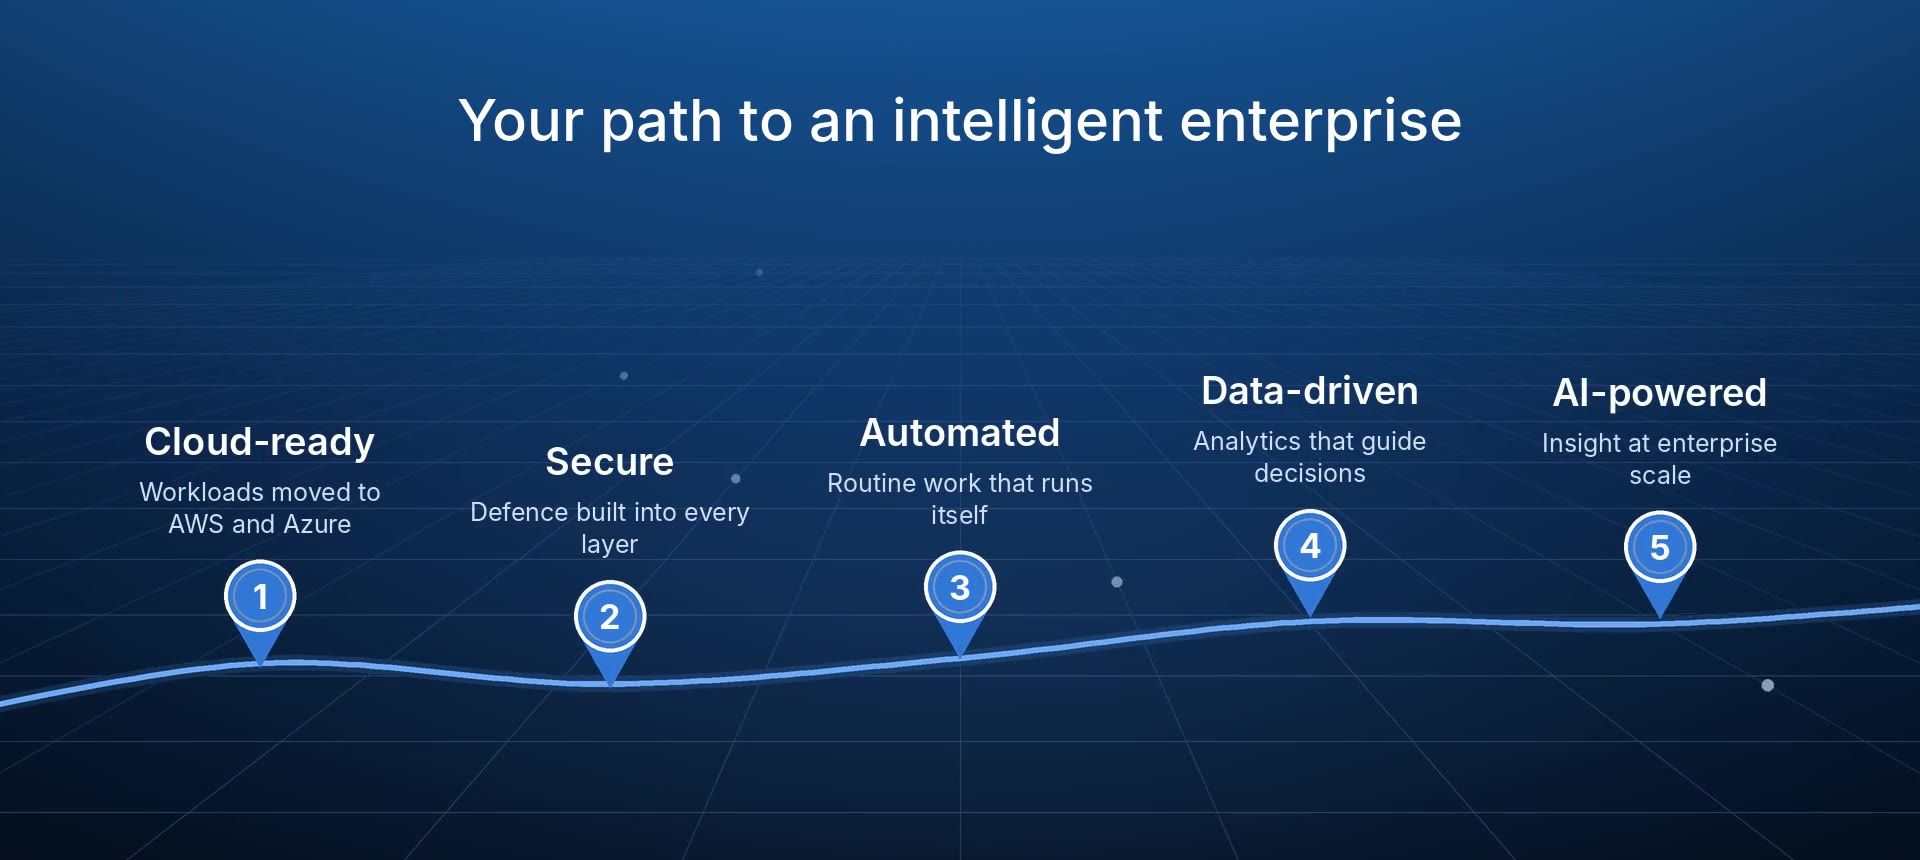 Your path to an intelligent enterprise
Cloud-ready
Workloads moved to
AWS and Azure
1
Secure
Defence built into every
layer
2
Automated
Routine work that runs
itself
3
Data-driven
Analytics that guide
decisions
4
AI-powered
Insight at enterprise
scale
5